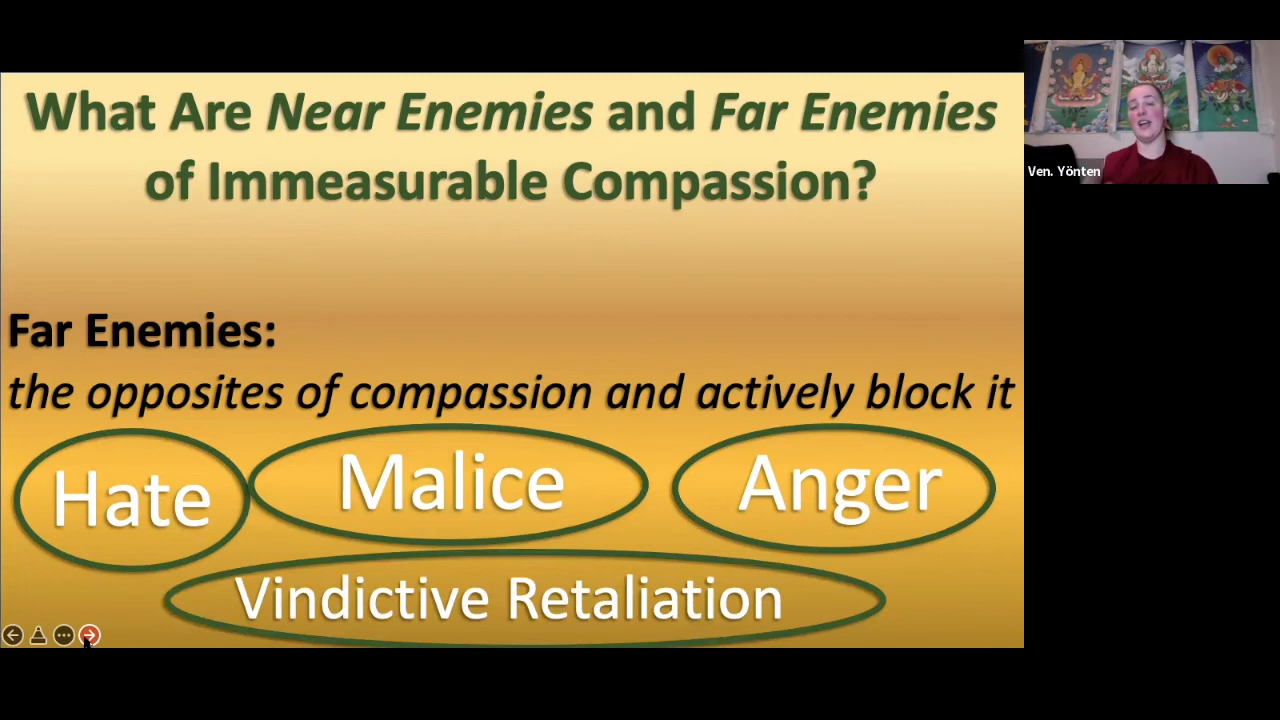 What Are Near Enemies and Far Enemies
of Immeasurable Compassion?
Far Enemies:
the opposites of compassion and actively block it
Hate
Malice
Anger
Vindictive Retaliation
Ven. Yönten